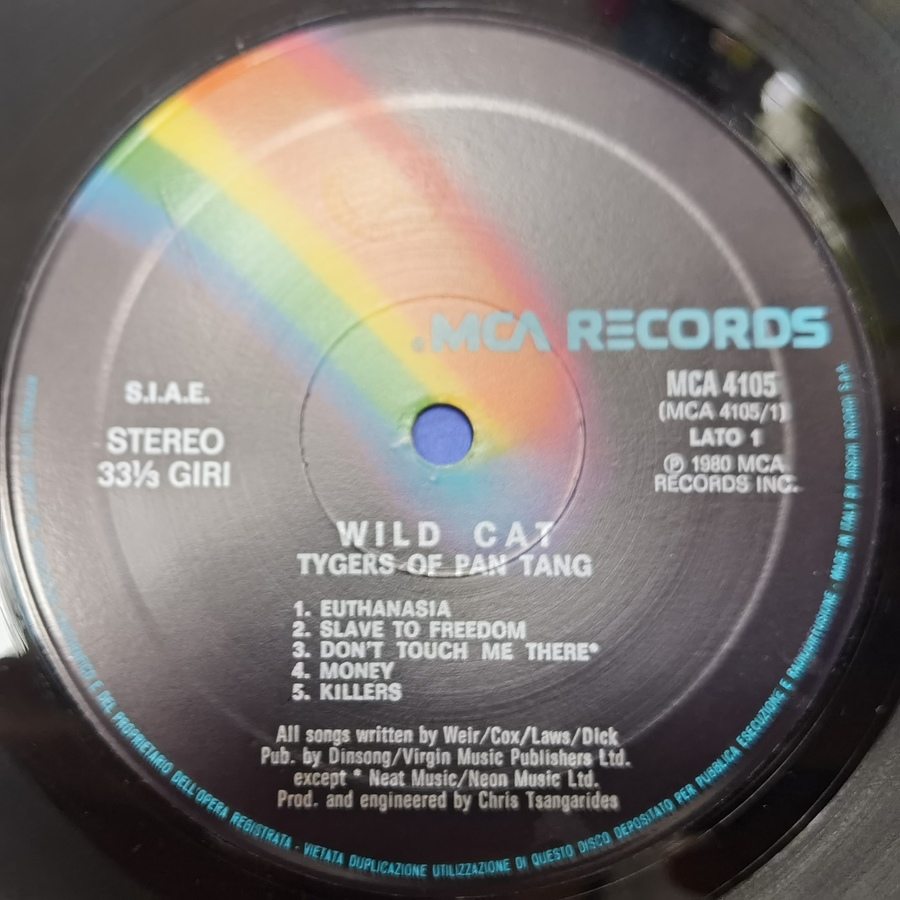 .MCA RECORDS
S.I.A.E.
STEREO
33⅓ GIRI
MCA 4105
(MCA 4105/1)
LATO 1
℗ 1980 MCA
RECORDS INC.
WILD CAT
TYGERS OF PAN TANG
1. EUTHANASIA
2. SLAVE TO FREEDOM
3. DON'T TOUCH ME THERE*
4. MONEY
5. KILLERS
All songs written by Weir/Cox/Laws/Dick
Pub. by Dinsong/Virgin Music Publishers Ltd.
except * Neat Music/Neon Music Ltd.
Prod. and engineered by Chris Tsangarides
E DEL PROPRIETARIO DELL'OPERA REGISTRATA - VIETATA DUPLICAZIONE UTILIZZAZIONE DI QUESTO DISCO DEPOSITATO PER PUBBLICA ESECUZIONE E RADIODIFFUSIONE - MADE IN ITALY BY DISCHI RICORDI S.p.A.